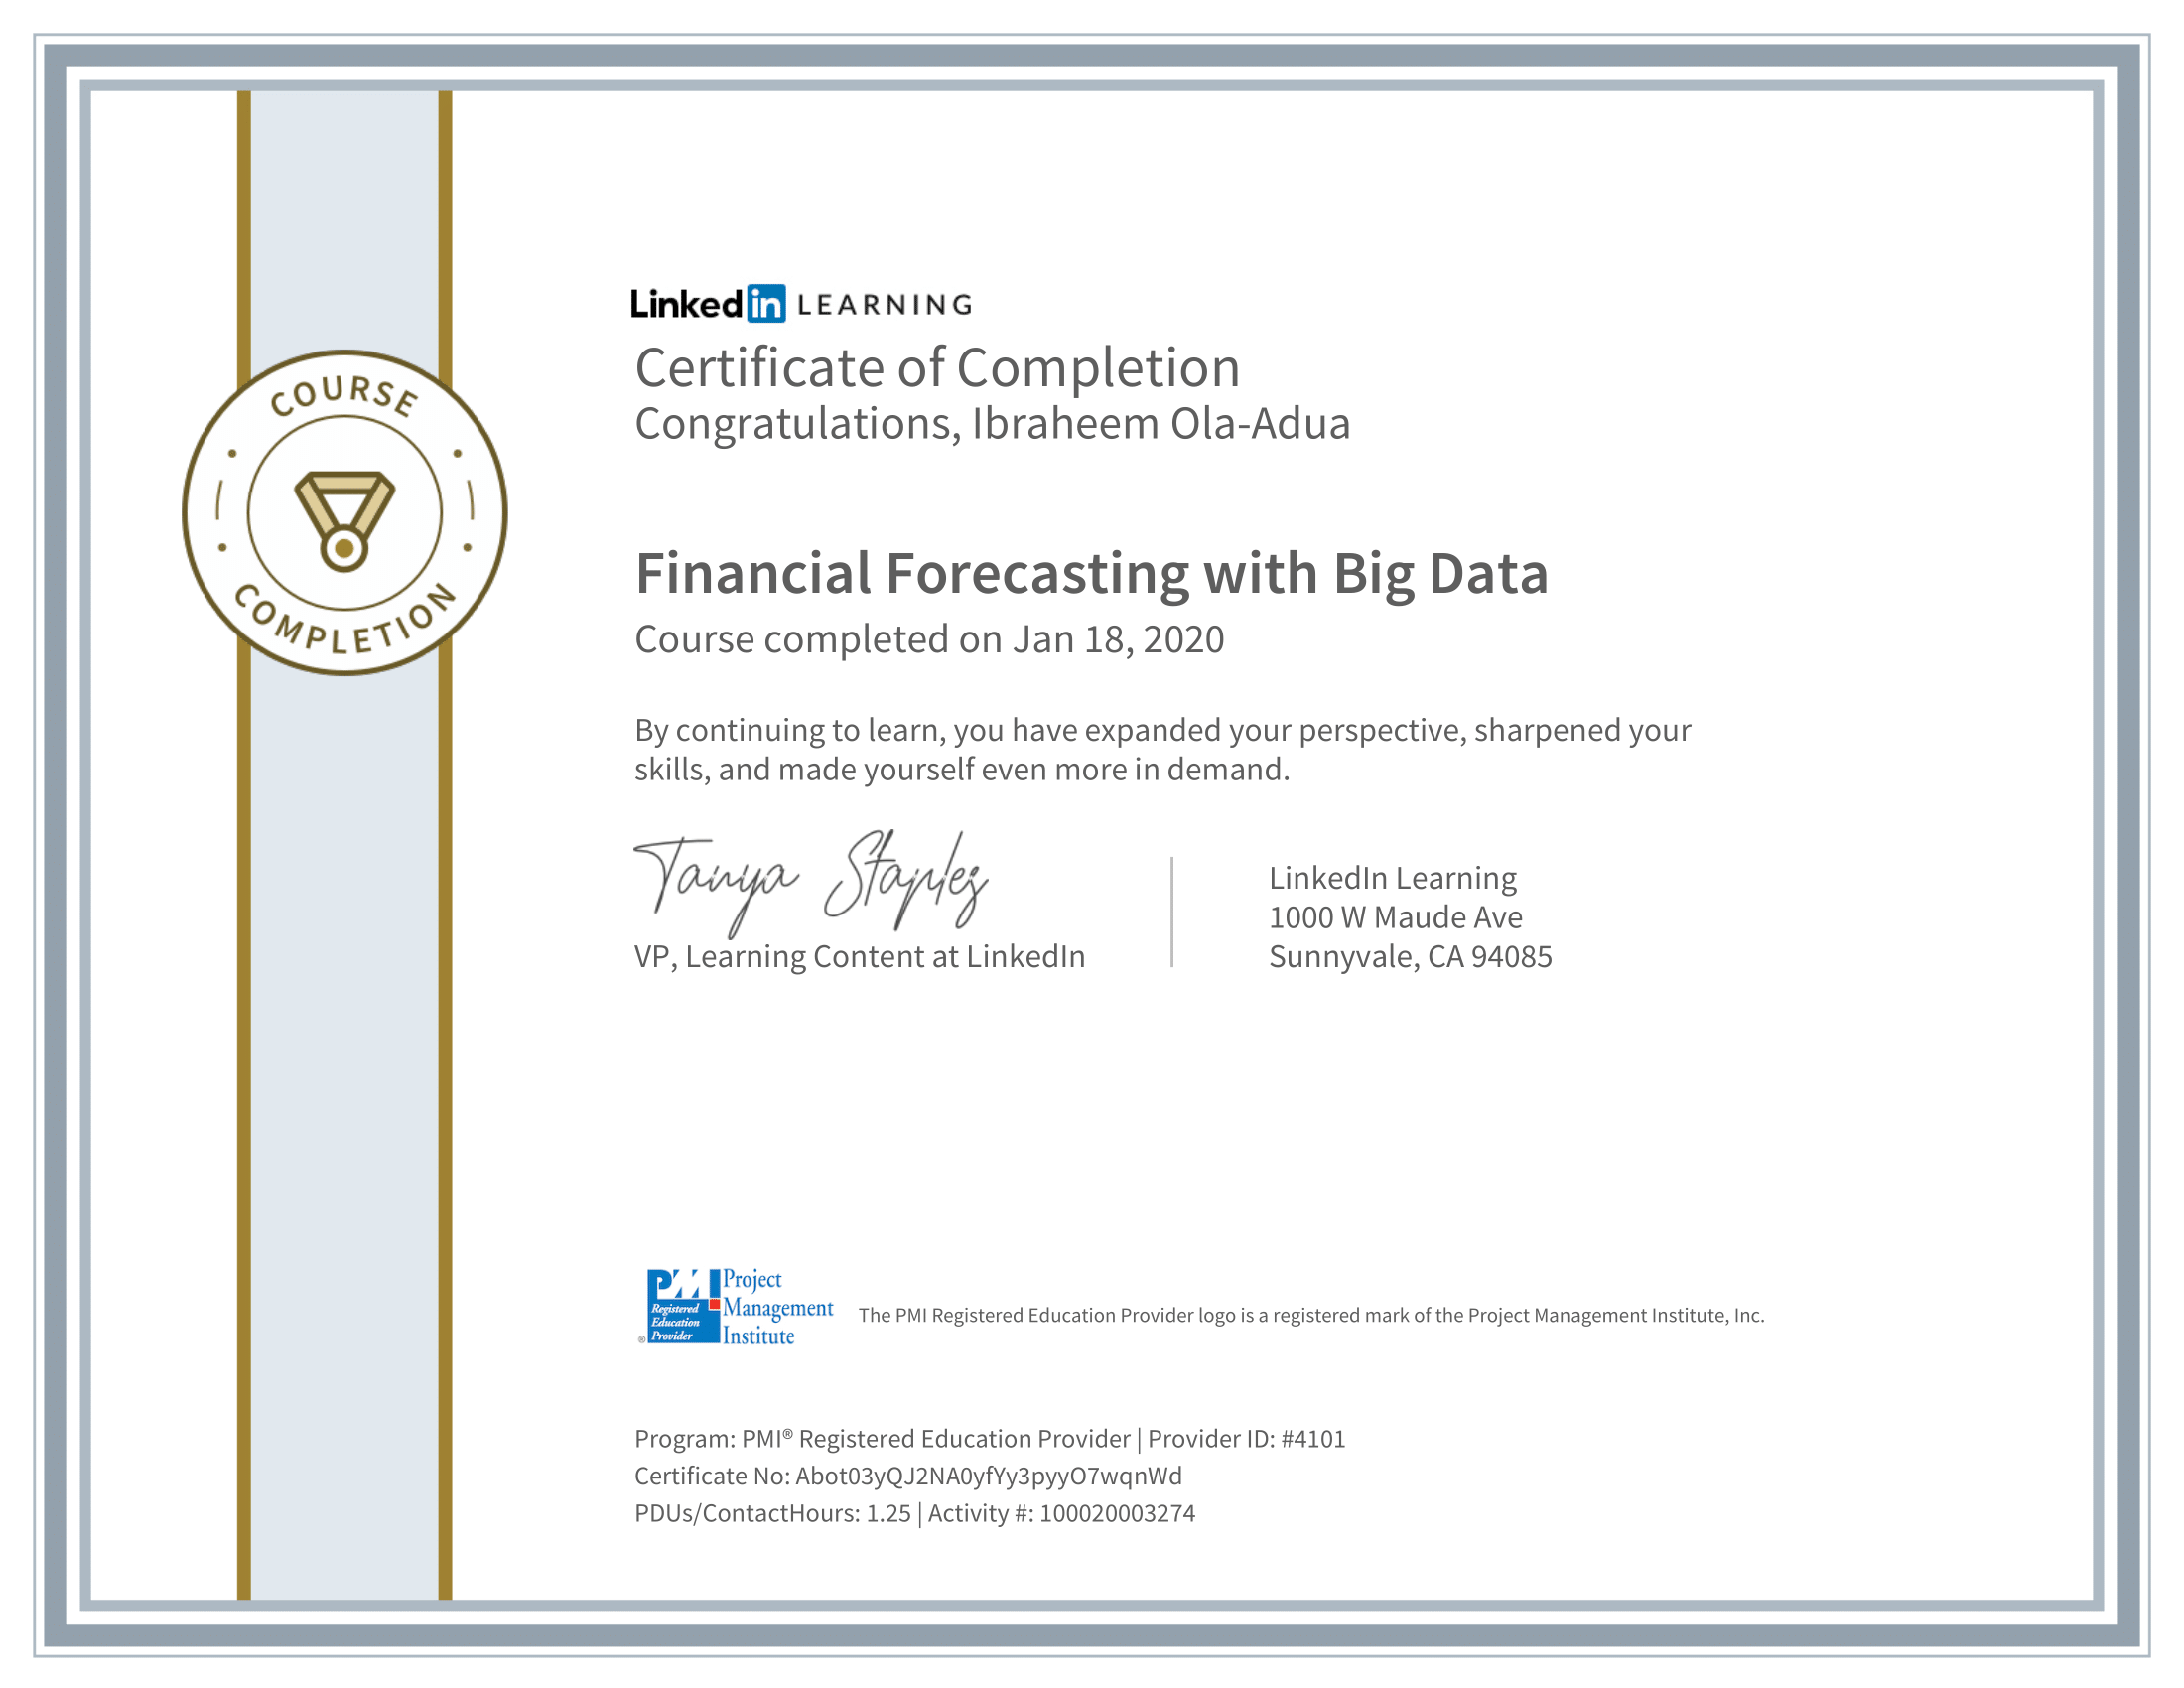 COURSE
COMPLETION
Linked in LEARNING
Certificate of Completion
Congratulations, Ibraheem Ola-Adua
Financial Forecasting with Big Data
Course completed on Jan 18, 2020
By continuing to learn, you have expanded your perspective, sharpened your
skills, and made yourself even more in demand.
Tanya Staples
VP, Learning Content at LinkedIn
LinkedIn Learning
1000 W Maude Ave
Sunnyvale, CA 94085
PMI
Registered
Education
Provider
®
Project
Management
Institute
The PMI Registered Education Provider logo is a registered mark of the Project Management Institute, Inc.
Program: PMI® Registered Education Provider | Provider ID: #4101
Certificate No: Abot03yQJ2NA0yfYy3pyyO7wqnWd
PDUs/ContactHours: 1.25 | Activity #: 100020003274